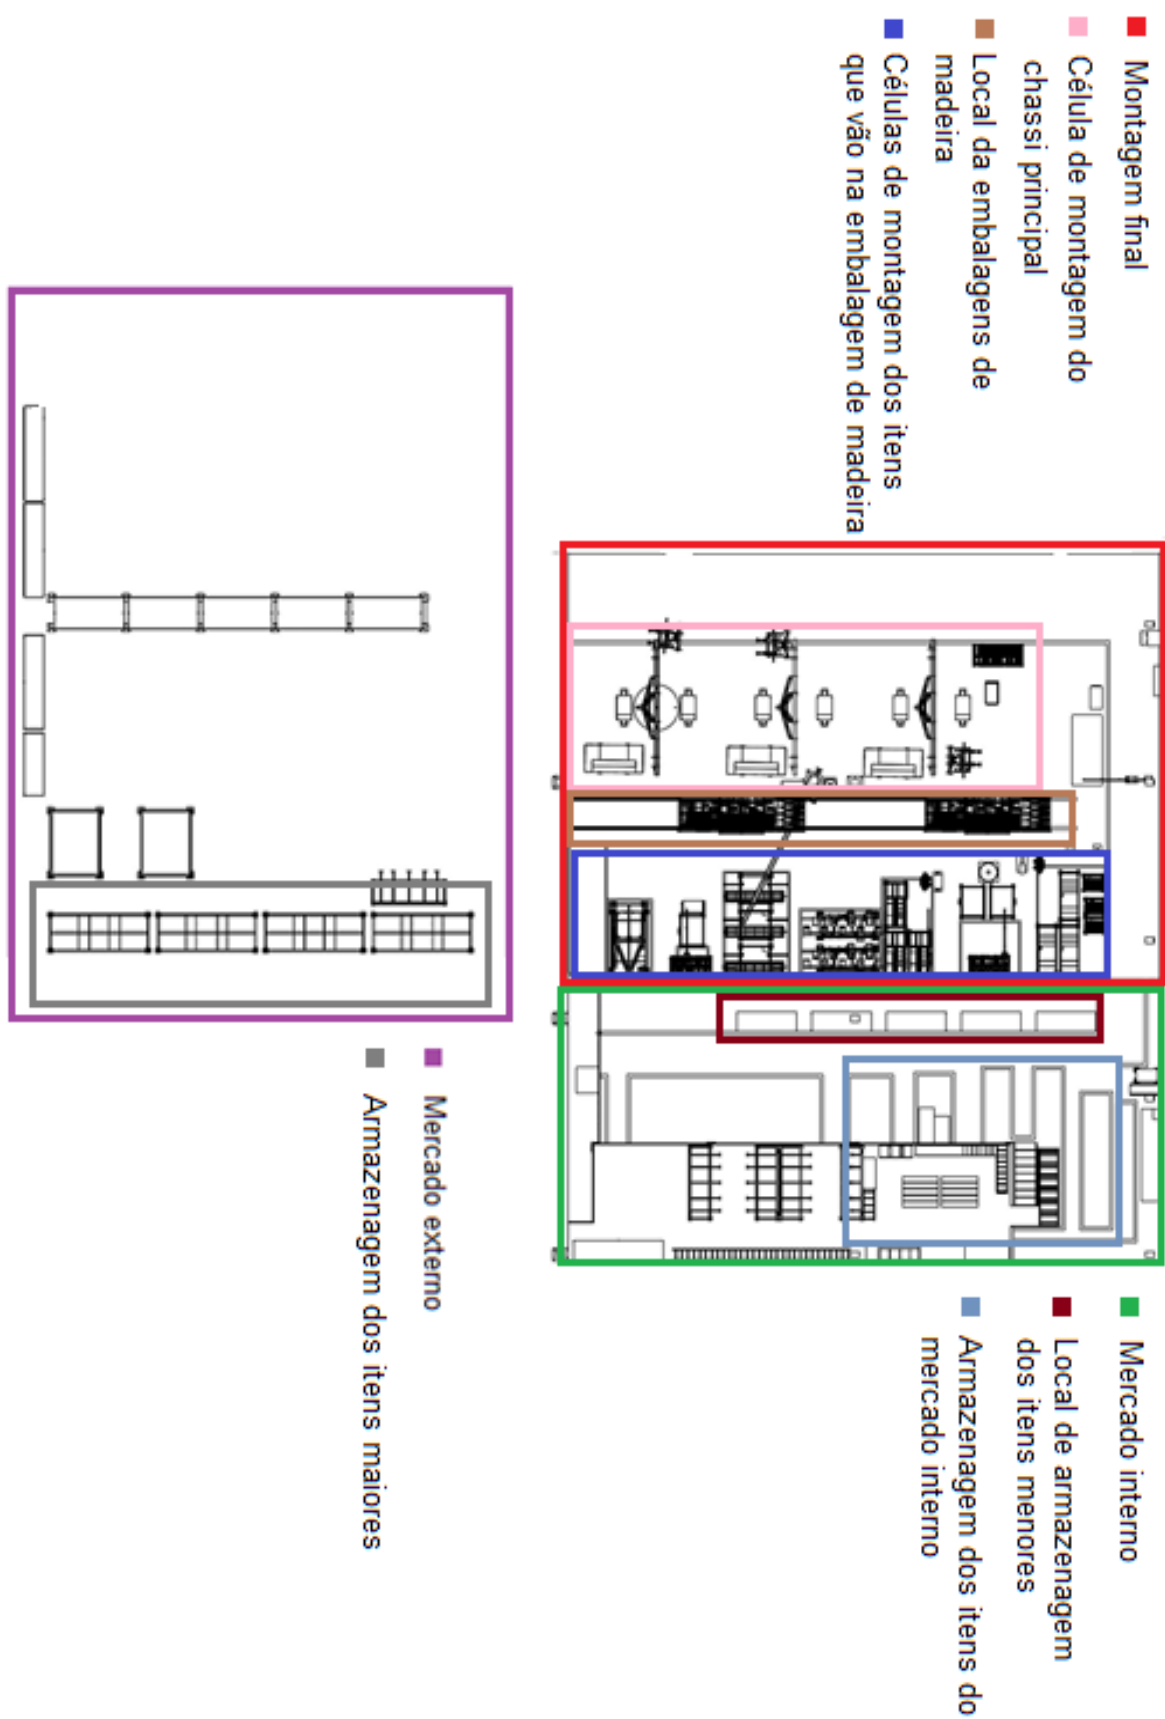 Montagem final
Célula de montagem do
chassi principal
Local da embalagens de
madeira
Células de montagem dos itens
que vão na embalagem de madeira
Mercado interno
Local de armazenagem
dos itens menores
Armazenagem dos itens do
mercado interno
Mercado externo
Armazenagem dos itens maiores